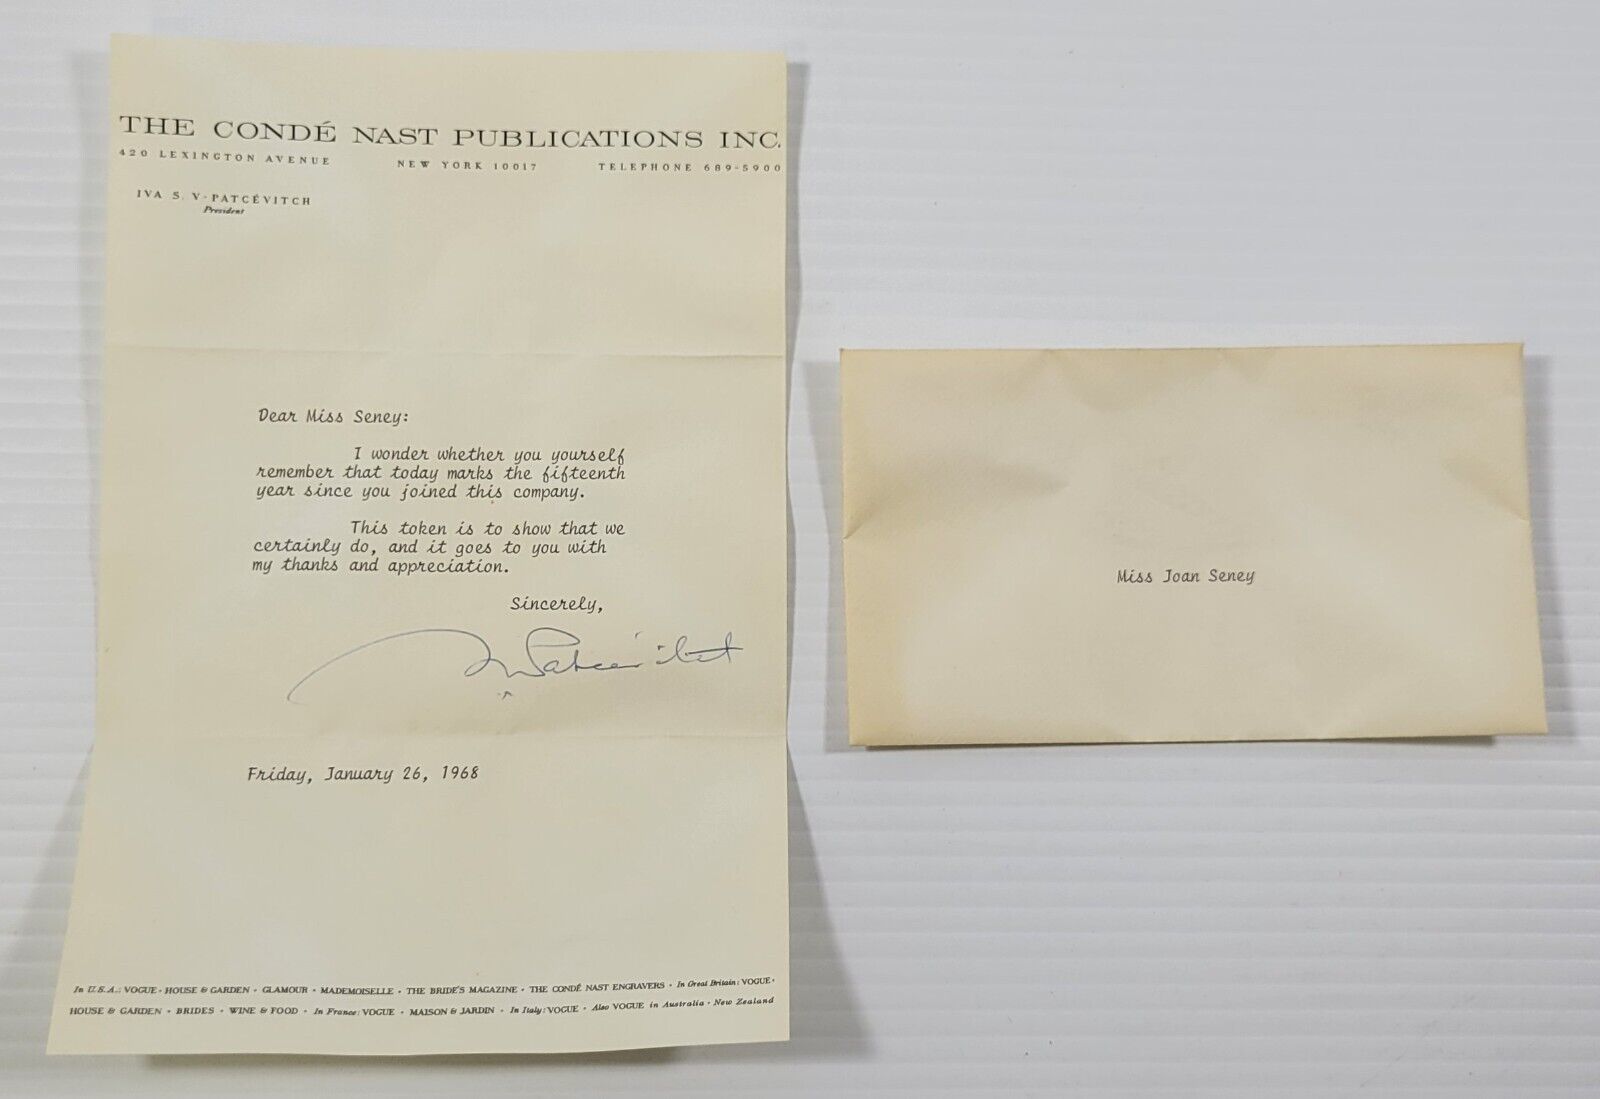 THE CONDÉ NAST PUBLICATIONS INC.
420 LEXINGTON AVENUE NEW YORK 10017 TELEPHONE 689-5900
IVA S. V-PATCÉVITCH
President
Dear Miss Seney:
I wonder whether you yourself
remember that today marks the fifteenth
year since you joined this company.
This token is to show that we
certainly do, and it goes to you with
my thanks and appreciation.
Sincerely,
Friday, January 26, 1968
In U.S.A.: VOGUE · HOUSE & GARDEN · GLAMOUR · MADEMOISELLE · THE BRIDE'S MAGAZINE · THE CONDÉ NAST ENGRAVERS · In Great Britain: VOGUE ·
HOUSE & GARDEN · BRIDES · WINE & FOOD · In France: VOGUE · MAISON & JARDIN · In Italy: VOGUE · Also VOGUE in Australia · New Zealand
Miss Joan Seney